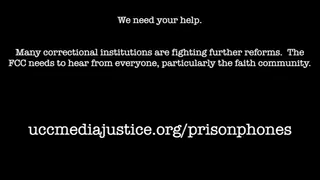 We need your help.
Many correctional institutions are fighting further reforms. The
FCC needs to hear from everyone, particularly the faith community.
uccmediajustice.org/prisonphones